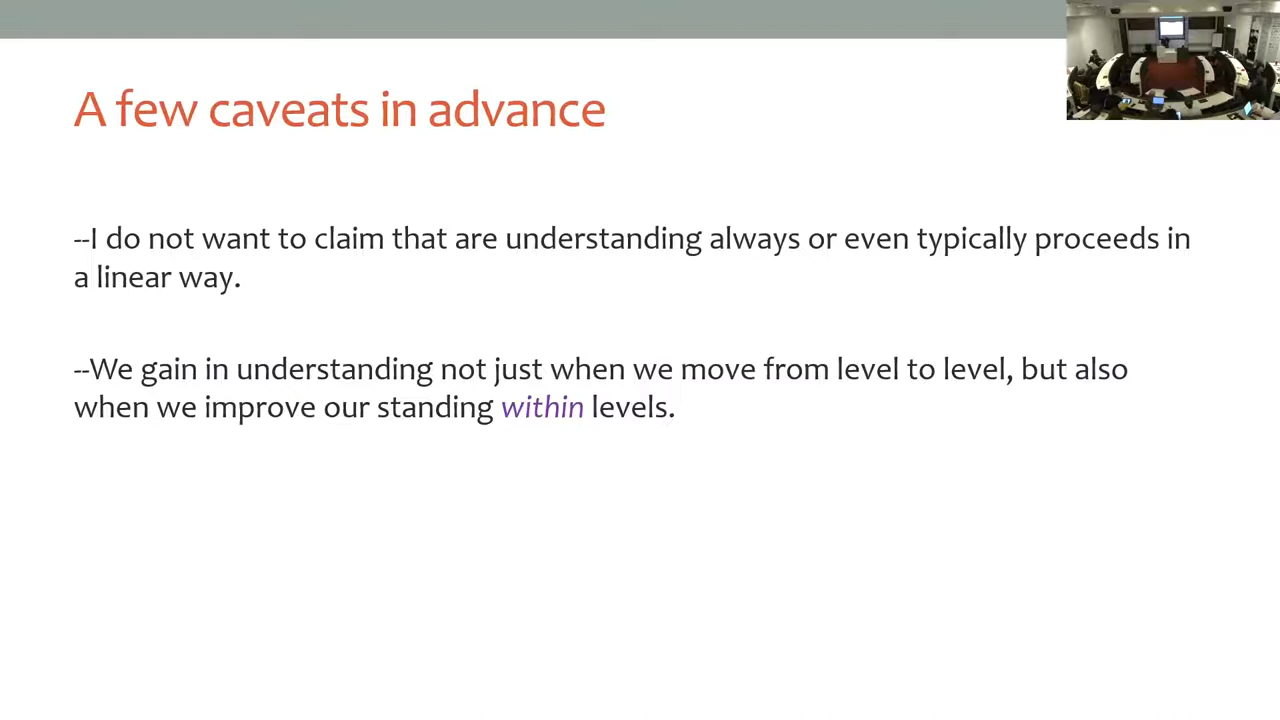 A few caveats in advance
--I do not want to claim that are understanding always or even typically proceeds in
a linear way.
--We gain in understanding not just when we move from level to level, but also
when we improve our standing within levels.